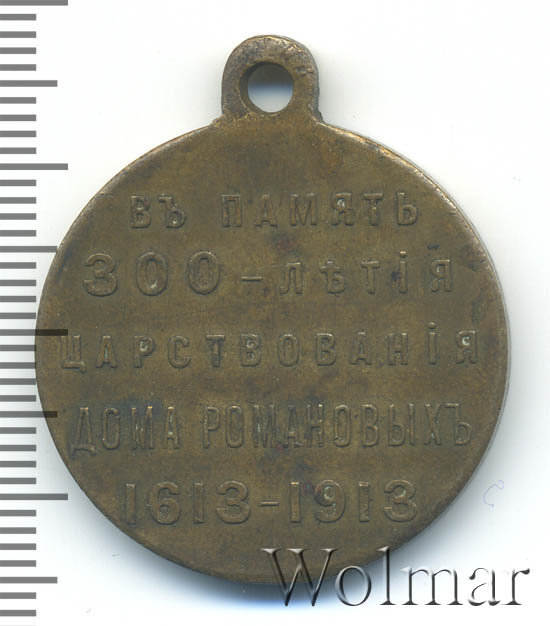 ВЪ ПАМЯТЬ
300-ЛѢТІЯ
ЦАРСТВОВАНІЯ
ДОМА РОМАНОВЫХЪ
1613-1913
Wolmar